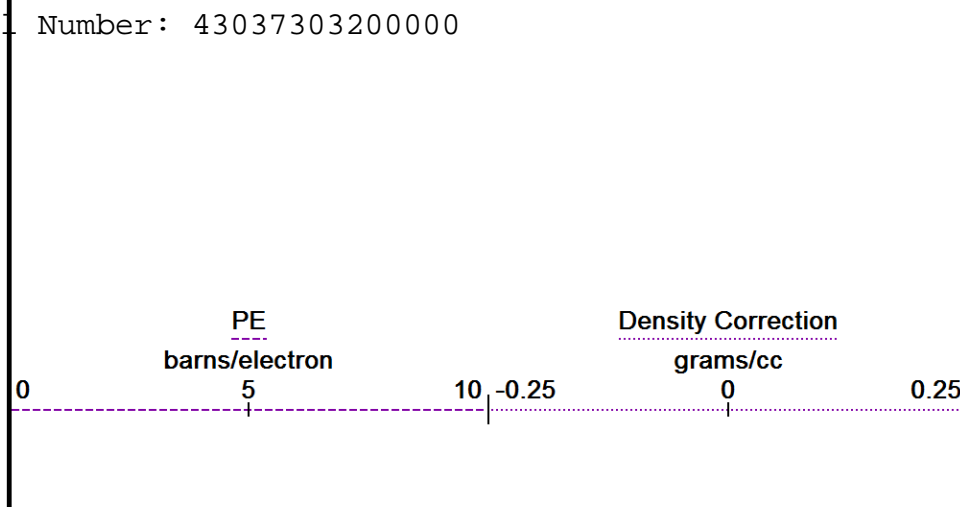 l Number: 43037303200000
PE
Density Correction
barns/electron
grams/cc
0 5 10 -0.25 0 0.25